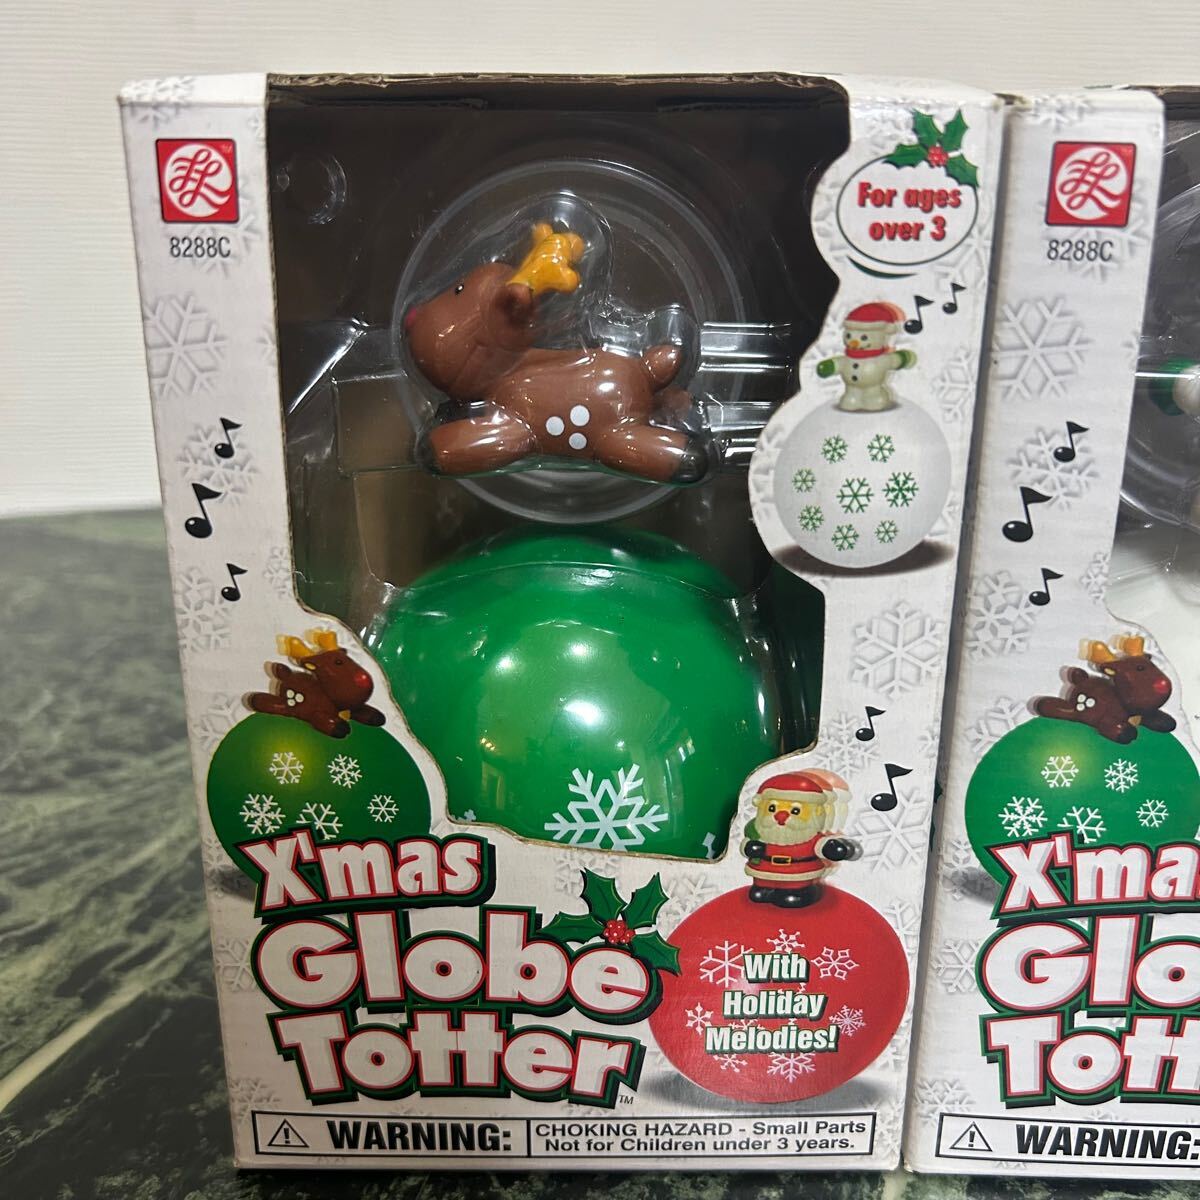 8288C
For ages
over 3
X'mas
Globe
Totter™
With
Holiday
Melodies!
WARNING:
CHOKING HAZARD - Small Parts
Not for Children under 3 years.
8288C
X'ma
Glo
Tott
WARNING: